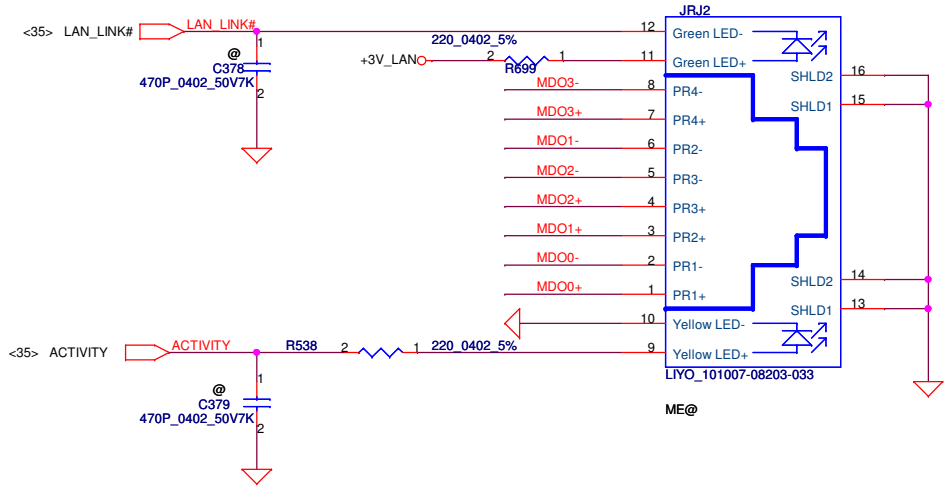 JRJ2
<35> LAN_LINK# LAN_LINK# 12 Green LED-
1
@
C378
470P_0402_50V7K
2
220_0402_5%
+3V_LAN 2 R699 1 11 Green LED+
SHLD2 16
MDO3- 8 PR4-
SHLD1 15
MDO3+ 7 PR4+
MDO1- 6 PR2-
MDO2- 5 PR3-
MDO2+ 4 PR3+
MDO1+ 3 PR2+
MDO0- 2 PR1-
SHLD2 14
MDO0+ 1 PR1+
SHLD1 13
10 Yellow LED-
<35> ACTIVITY ACTIVITY R538 2 1 220_0402_5% 9 Yellow LED+
LIYO_101007-08203-033
1
@
C379
470P_0402_50V7K
2
ME@